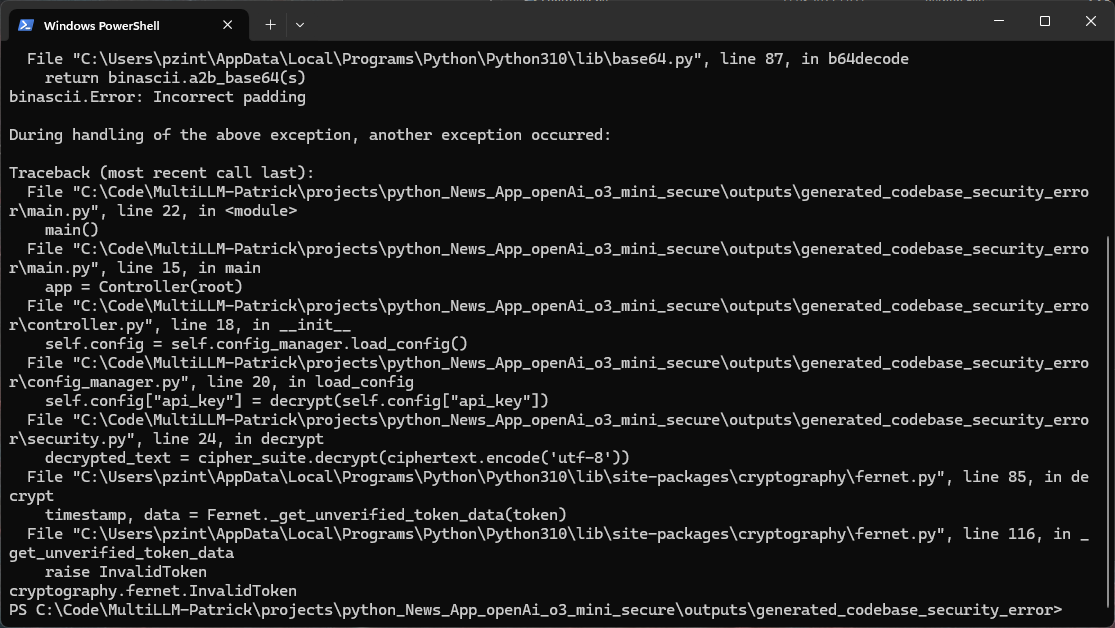 Windows PowerShell
  File "C:\Users\pzint\AppData\Local\Programs\Python\Python310\lib\base64.py", line 87, in b64decode
    return binascii.a2b_base64(s)
binascii.Error: Incorrect padding

During handling of the above exception, another exception occurred:

Traceback (most recent call last):
  File "C:\Code\MultiLLM-Patrick\projects\python_News_App_openAi_o3_mini_secure\outputs\generated_codebase_security_erro
r\main.py", line 22, in <module>
    main()
  File "C:\Code\MultiLLM-Patrick\projects\python_News_App_openAi_o3_mini_secure\outputs\generated_codebase_security_erro
r\main.py", line 15, in main
    app = Controller(root)
  File "C:\Code\MultiLLM-Patrick\projects\python_News_App_openAi_o3_mini_secure\outputs\generated_codebase_security_erro
r\controller.py", line 18, in __init__
    self.config = self.config_manager.load_config()
  File "C:\Code\MultiLLM-Patrick\projects\python_News_App_openAi_o3_mini_secure\outputs\generated_codebase_security_erro
r\config_manager.py", line 20, in load_config
    self.config["api_key"] = decrypt(self.config["api_key"])
  File "C:\Code\MultiLLM-Patrick\projects\python_News_App_openAi_o3_mini_secure\outputs\generated_codebase_security_erro
r\security.py", line 24, in decrypt
    decrypted_text = cipher_suite.decrypt(ciphertext.encode('utf-8'))
  File "C:\Users\pzint\AppData\Local\Programs\Python\Python310\lib\site-packages\cryptography\fernet.py", line 85, in de
crypt
    timestamp, data = Fernet._get_unverified_token_data(token)
  File "C:\Users\pzint\AppData\Local\Programs\Python\Python310\lib\site-packages\cryptography\fernet.py", line 116, in _
get_unverified_token_data
    raise InvalidToken
cryptography.fernet.InvalidToken
PS C:\Code\MultiLLM-Patrick\projects\python_News_App_openAi_o3_mini_secure\outputs\generated_codebase_security_error>